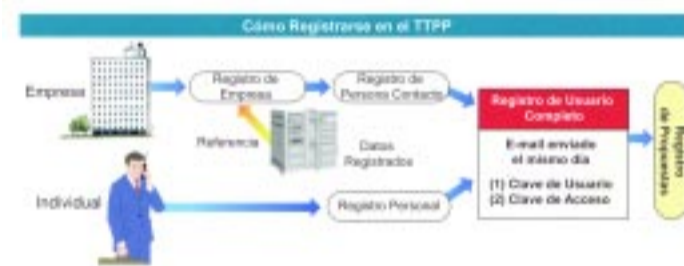 Cómo Registrarse en el TTPP
Empresa
Registro de
Empresa
Registro de
Persona Contacto
Referencia
Datos
Registrados
Individual
Registro Personal
Registro de Usuario
Completo
E-mail enviado
el mismo día
(1) Clave de Usuario
(2) Clave de Acceso
Registro
de Propuestas